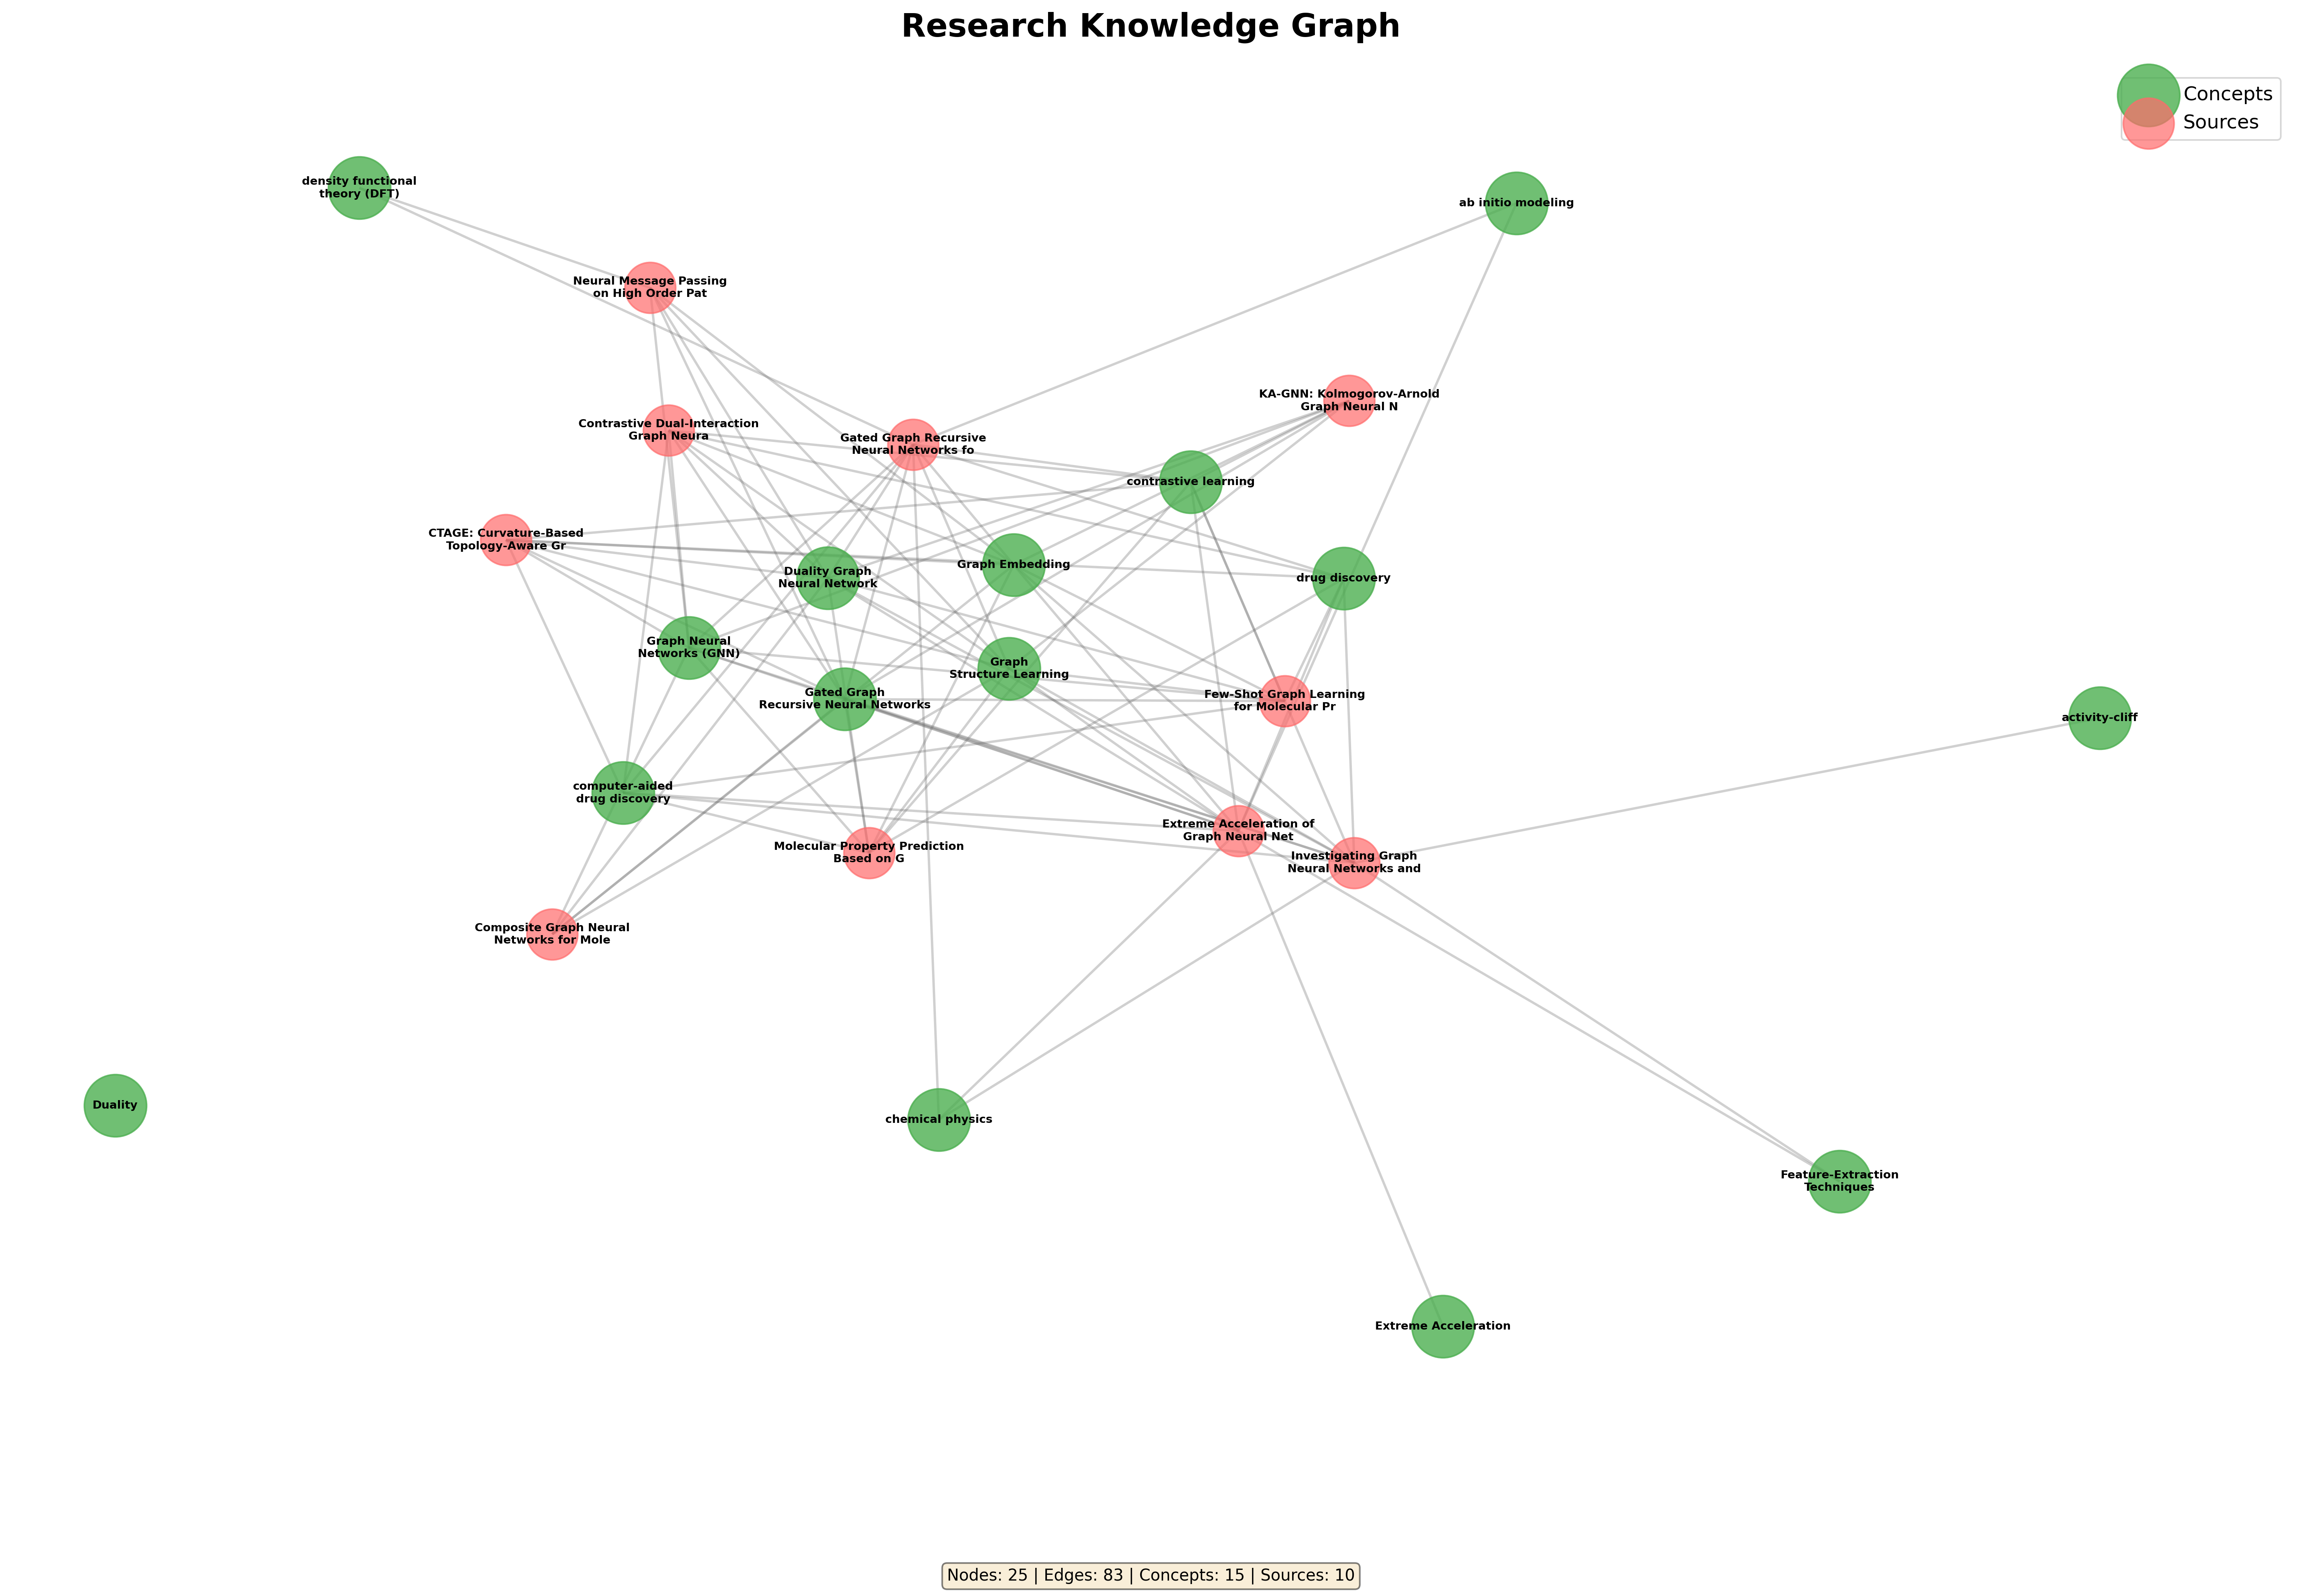 Research Knowledge Graph
Concepts
Sources
density functional
theory (DFT)
ab initio modeling
Neural Message Passing
on High Order Pat
KA-GNN: Kolmogorov-Arnold
Graph Neural N
Contrastive Dual-Interaction
Graph Neura
Gated Graph Recursive
Neural Networks fo
contrastive learning
CTAGE: Curvature-Based
Topology-Aware Gr
Duality Graph
Neural Network
Graph Embedding
drug discovery
Graph Neural
Networks (GNN)
Graph
Structure Learning
Gated Graph
Recursive Neural Networks
Few-Shot Graph Learning
for Molecular Pr
activity-cliff
computer-aided
drug discovery
Extreme Acceleration of
Graph Neural Net
Molecular Property Prediction
Based on G
Investigating Graph
Neural Networks and
Composite Graph Neural
Networks for Mole
Duality
chemical physics
Feature-Extraction
Techniques
Extreme Acceleration
Nodes: 25 | Edges: 83 | Concepts: 15 | Sources: 10